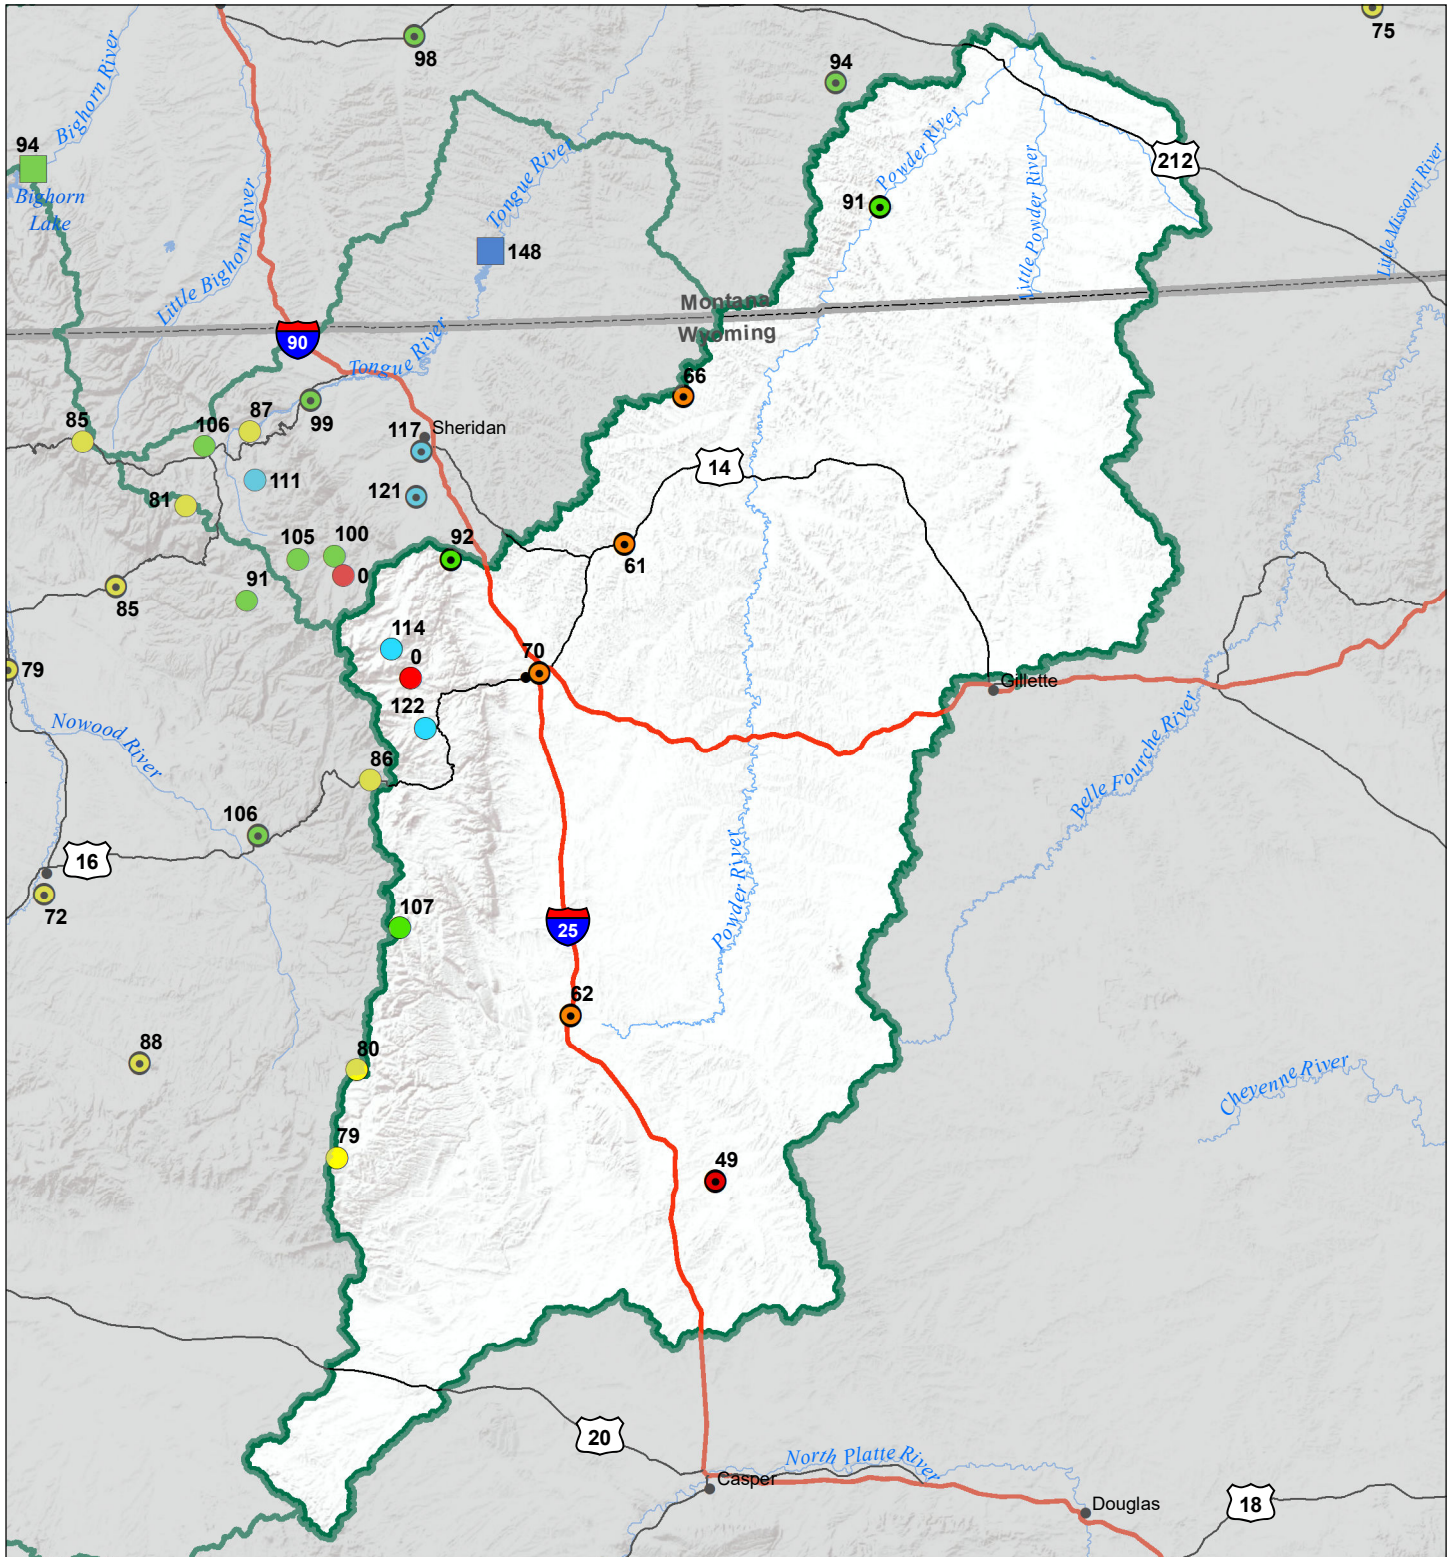 98
75
94
Bighorn River
94
212
Powder River
91
Bighorn
Lake
Tongue River
Little Powder River
Little Missouri River
148
Little Bighorn River
Montana
Wyoming
90
Tongue River
66
85
106
87
99
117
Sheridan
14
111
121
81
105
100
92
0
61
91
85
114
0
70
79
Gillette
122
Nowood River
86
Belle Fourche River
106
16
Powder River
72
107
25
62
88
80
Cheyenne River
79
49
20
North Platte River
Casper
Douglas
18